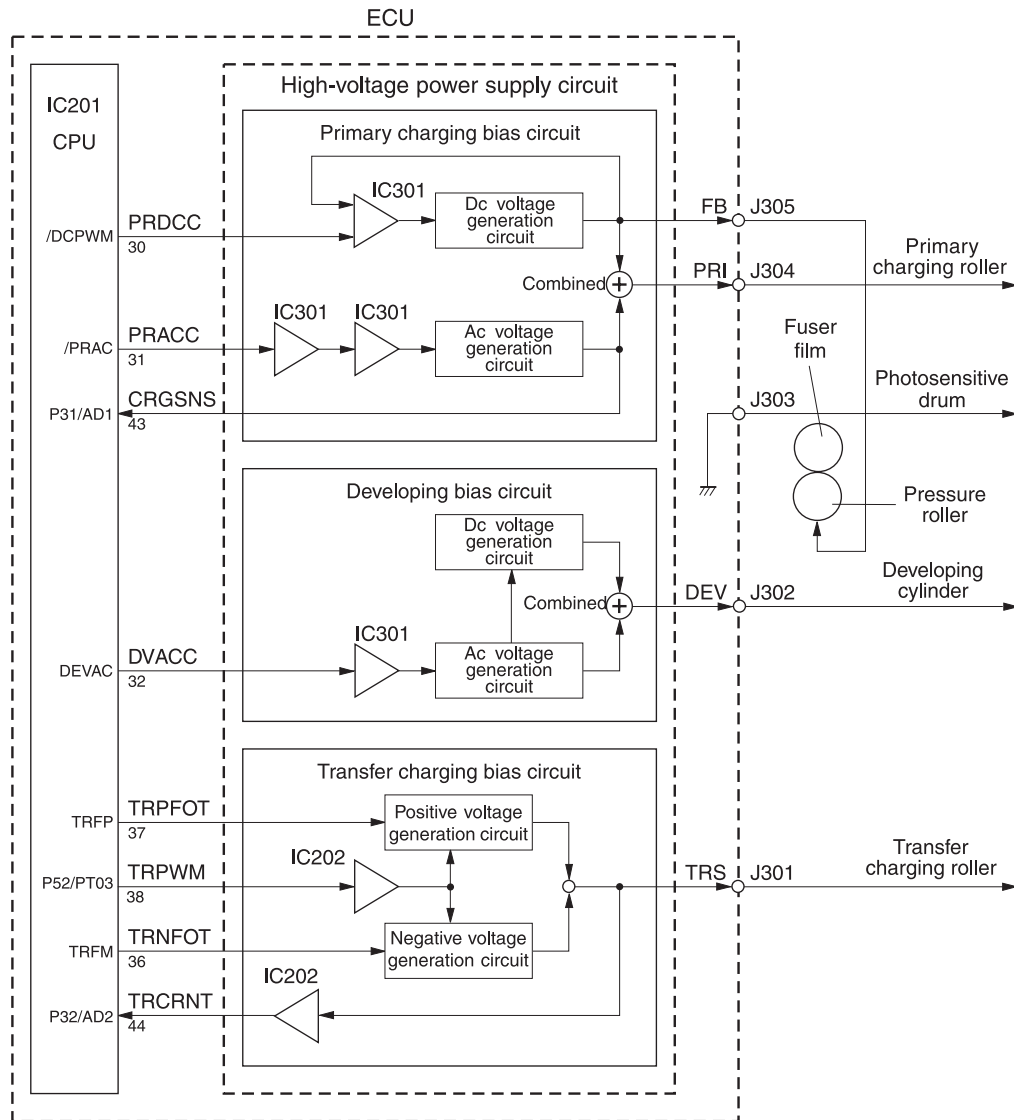 ECU
IC201
CPU
High-voltage power supply circuit
Primary charging bias circuit
IC301
Dc voltage
generation
circuit
/DCPWM
PRDCC
30
FB
J305
Combined
PRI
J304
Primary
charging roller
IC301
IC301
/PRAC
PRACC
31
Ac voltage
generation
circuit
P31/AD1
CRGSNS
43
Fuser
film
J303
Photosensitive
drum
Pressure
roller
Developing bias circuit
Dc voltage
generation
circuit
Combined
DEV
J302
Developing
cylinder
IC301
DEVAC
DVACC
32
Ac voltage
generation
circuit
Transfer charging bias circuit
TRFP
TRPFOT
37
Positive voltage
generation circuit
IC202
P52/PT03
TRPWM
38
TRS
J301
Transfer
charging roller
TRFM
TRNFOT
36
Negative voltage
generation circuit
IC202
P32/AD2
TRCRNT
44